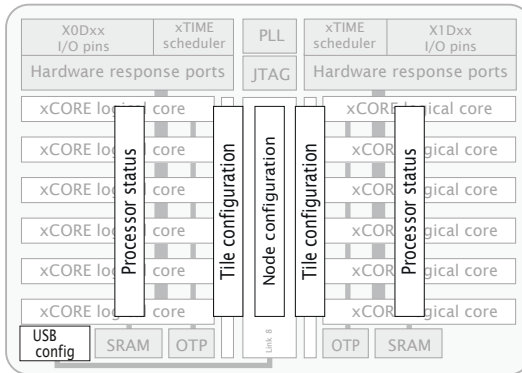 X0Dxx
I/O pins
xTIME
scheduler
PLL
xTIME
scheduler
X1Dxx
I/O pins
Hardware response ports
JTAG
Hardware response ports
xCORE logical core
xCORE logical core
xCORE logical core
xCORE logical core
xCORE logical core
xCORE logical core
xCORE logical core
xCORE logical core
xCORE logical core
xCORE logical core
xCORE logical core
xCORE logical core
Processor status
Tile configuration
Node configuration
Tile configuration
Processor status
USB
config
SRAM
OTP
Link 8
OTP
SRAM